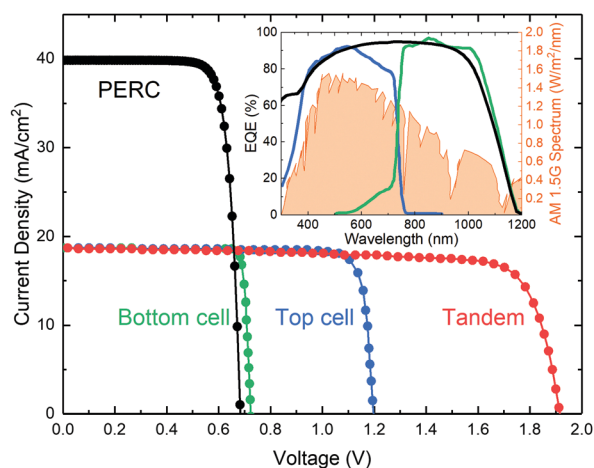 Current Density (mA/cm²)
40
30
20
10
0
0.0 0.2 0.4 0.6 0.8 1.0 1.2 1.4 1.6 1.8 2.0
Voltage (V)
PERC
Bottom cell
Top cell
Tandem
EQE (%)
100
80
60
40
20
0
400 600 800 1000 1200
Wavelength (nm)
2.0
1.8
1.6
1.4
1.2
1.0
0.8
0.6
0.4
0.2
AM 1.5G Spectrum (W/m²/nm)